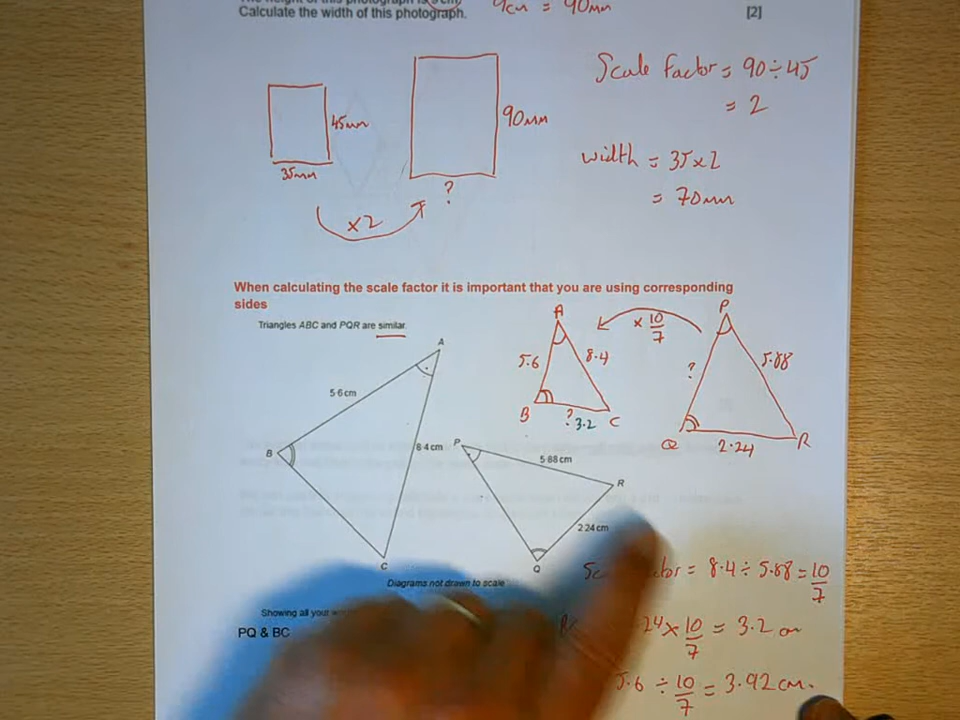 Calculate the width of this photograph. 9cm = 90mm [2]
Scale factor = 90÷45
= 2
45mm
90mm
35mm
?
×2
width = 35×2
= 70mm
When calculating the scale factor it is important that you are using corresponding
sides
Triangles ABC and PQR are similar.
A
5·6 cm
B
8·4 cm
C
P
5·88 cm
R
2·24 cm
Q
Diagrams not drawn to scale
A
5.6
8.4
B
? 3.2
C
× 10/7
P
?
5.88
Q
2.24
R
= 8.4 ÷ 5.88 = 10/7
Showing all your
24 × 10/7 = 3.2 cm
PQ & BC
5.6 ÷ 10/7 = 3.92 cm.